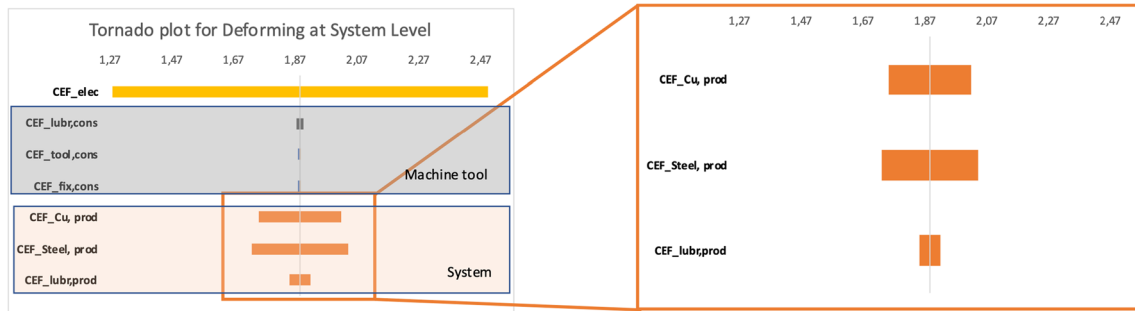 Tornado plot for Deforming at System Level
1,27 1,47 1,67 1,87 2,07 2,27 2,47
CEF_elec
CEF_lubr,cons
CEF_tool,cons
CEF_fix,cons
Machine tool
CEF_Cu, prod
CEF_Steel, prod
CEF_lubr,prod
System
1,27 1,47 1,67 1,87 2,07 2,27 2,47
CEF_Cu, prod
CEF_Steel, prod
CEF_lubr,prod